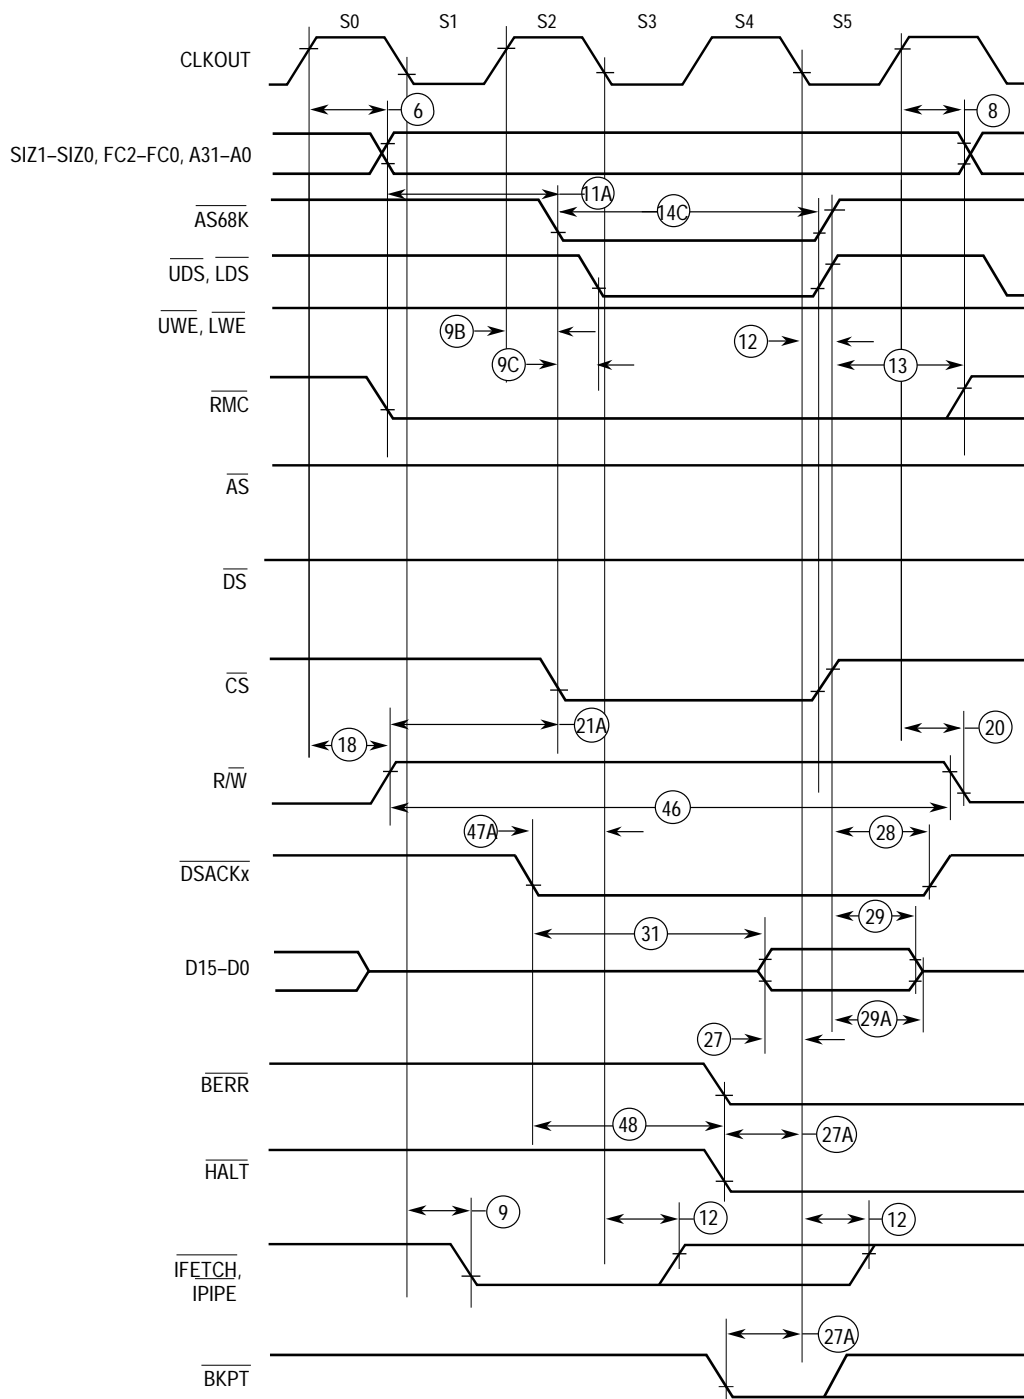 S0 S1 S2 S3 S4 S5
CLKOUT
6 8
SIZ1–SIZ0, FC2–FC0, A31–A0
11A
AS68K 14C
UDS, LDS
UWE, LWE 9B 12
9C 13
RMC
AS
DS
CS
21A 20
18
R/W
46
47A 28
DSACKx
29
31
D15–D0
29A
27
BERR
48 27A
HALT
9 12 12
IFETCH,
IPIPE
27A
BKPT